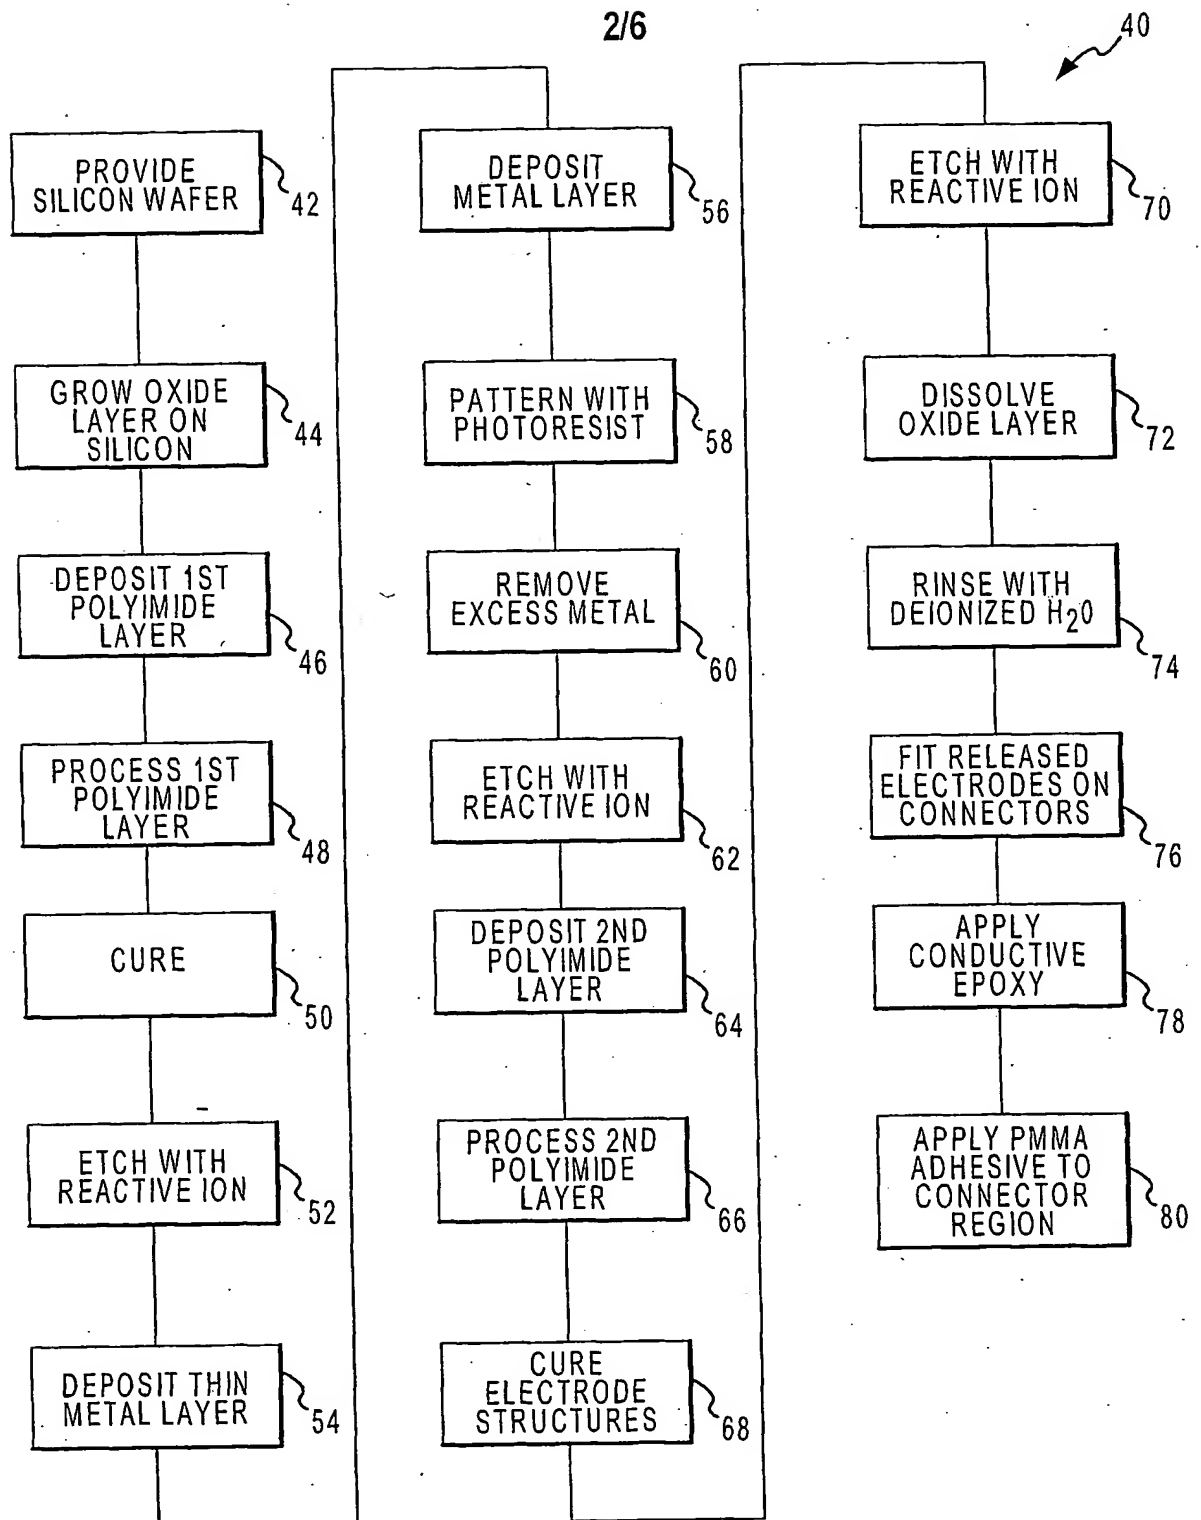 2/6
40
PROVIDE
SILICON WAFER
42
GROW OXIDE
LAYER ON
SILICON
44
DEPOSIT 1ST
POLYIMIDE
LAYER
46
PROCESS 1ST
POLYIMIDE
LAYER
48
CURE
50
ETCH WITH
REACTIVE ION
52
DEPOSIT THIN
METAL LAYER
54
DEPOSIT
METAL LAYER
56
PATTERN WITH
PHOTORESIST
58
REMOVE
EXCESS METAL
60
ETCH WITH
REACTIVE ION
62
DEPOSIT 2ND
POLYIMIDE
LAYER
64
PROCESS 2ND
POLYIMIDE
LAYER
66
CURE
ELECTRODE
STRUCTURES
68
ETCH WITH
REACTIVE ION
70
DISSOLVE
OXIDE LAYER
72
RINSE WITH
DEIONIZED H20
74
FIT RELEASED
ELECTRODES ON
CONNECTORS
76
APPLY
CONDUCTIVE
EPOXY
78
APPLY PMMA
ADHESIVE TO
CONNECTOR
REGION
80